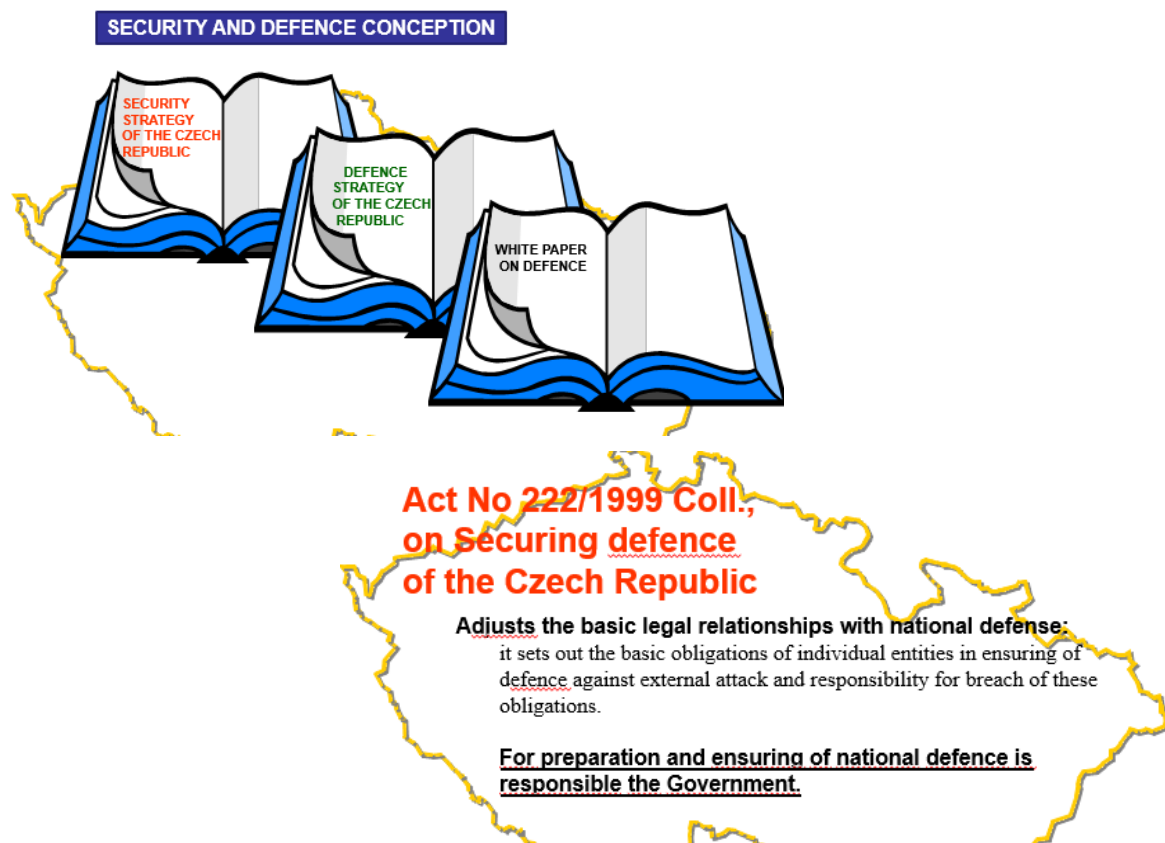 SECURITY AND DEFENCE CONCEPTION
SECURITY
STRATEGY
OF THE CZECH
REPUBLIC
DEFENCE
STRATEGY
OF THE CZECH
REPUBLIC
WHITE PAPER
ON DEFENCE
Act No 222/1999 Coll.,
on Securing defence
of the Czech Republic
Adjusts the basic legal relationships with national defense:
it sets out the basic obligations of individual entities in ensuring of
defence against external attack and responsibility for breach of these
obligations.
For preparation and ensuring of national defence is
responsible the Government.